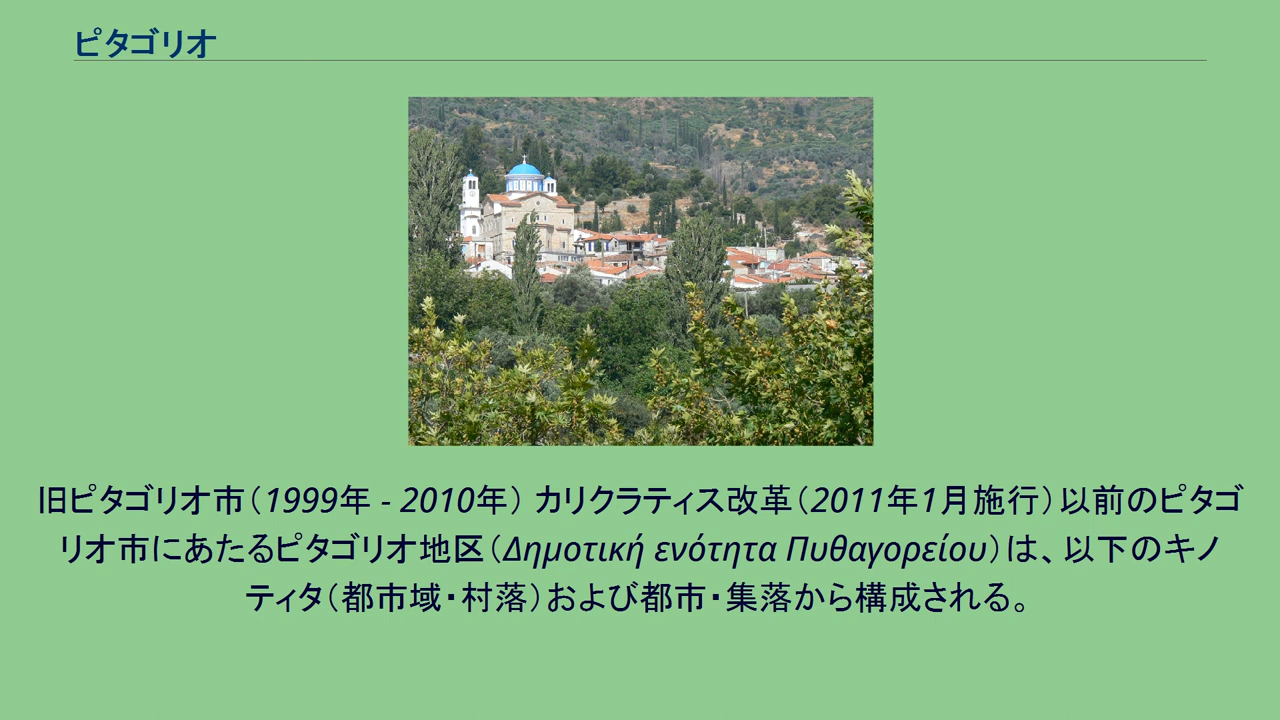 ピタゴリオ
旧ピタゴリオ市（1999年 - 2010年） カリクラティス改革（2011年1月施行）以前のピタゴ
リオ市にあたるピタゴリオ地区（Δημοτική ενότητα Πυθαγορείου）は、以下のキノ
ティタ（都市域・村落）および都市・集落から構成される。